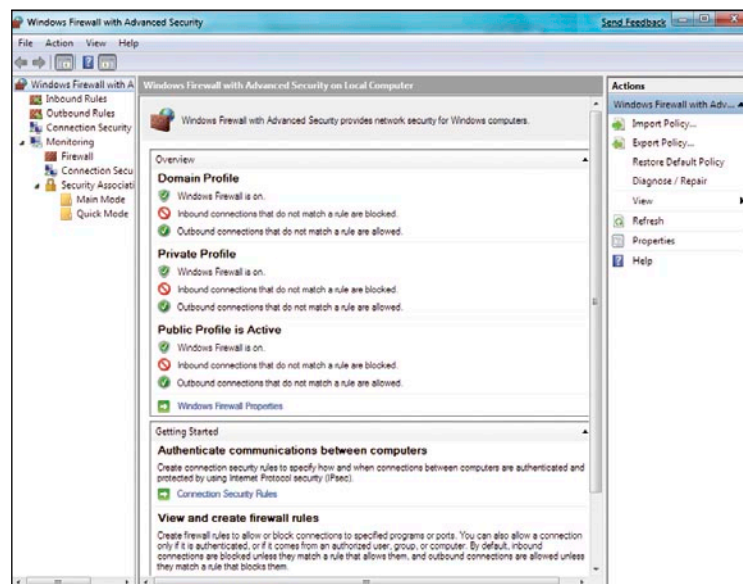 Windows Firewall with Advanced Security
Send Feedback
File Action View Help
Windows Firewall with A
Inbound Rules
Outbound Rules
Connection Security
Monitoring
Firewall
Connection Secu
Security Associati
Main Mode
Quick Mode
Windows Firewall with Advanced Security on Local Computer
Windows Firewall with Advanced Security provides network security for Windows computers.
Overview
Domain Profile
Windows Firewall is on.
Inbound connections that do not match a rule are blocked.
Outbound connections that do not match a rule are allowed.
Private Profile
Windows Firewall is on.
Inbound connections that do not match a rule are blocked.
Outbound connections that do not match a rule are allowed.
Public Profile is Active
Windows Firewall is on.
Inbound connections that do not match a rule are blocked.
Outbound connections that do not match a rule are allowed.
Windows Firewall Properties
Getting Started
Authenticate communications between computers
Create connection security rules to specify how and when connections between computers are authenticated and
protected by using Internet Protocol security (IPsec).
Connection Security Rules
View and create firewall rules
Create firewall rules to allow or block connections to specified programs or ports. You can also allow a connection
only if it is authenticated, or if it comes from an authorized user, group, or computer. By default, inbound
connections are blocked unless they match a rule that allows them, and outbound connections are allowed unless
they match a rule that blocks them.
Actions
Windows Firewall with Adv...
Import Policy...
Export Policy...
Restore Default Policy
Diagnose / Repair
View
Refresh
Properties
Help